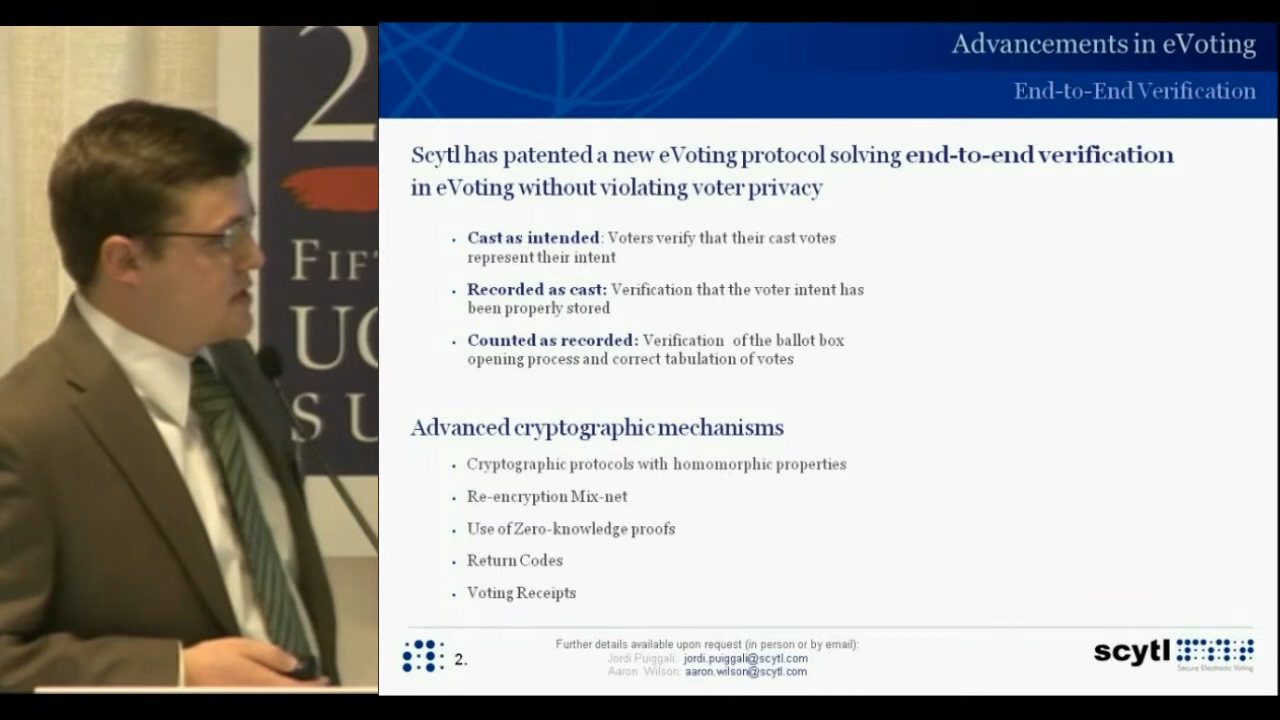 2
FIF
UO
S U
Advancements in eVoting
End-to-End Verification
Scytl has patented a new eVoting protocol solving end-to-end verification
in eVoting without violating voter privacy
· Cast as intended: Voters verify that their cast votes
represent their intent
· Recorded as cast: Verification that the voter intent has
been properly stored
· Counted as recorded: Verification of the ballot box
opening process and correct tabulation of votes
Advanced cryptographic mechanisms
· Cryptographic protocols with homomorphic properties
· Re-encryption Mix-net
· Use of Zero-knowledge proofs
· Return Codes
· Voting Receipts
2.
Further details available upon request (in person or by email):
Jordi Puiggali: jordi.puiggali@scytl.com
Aaron Wilson: aaron.wilson@scytl.com
scytl
Secure Electronic Voting